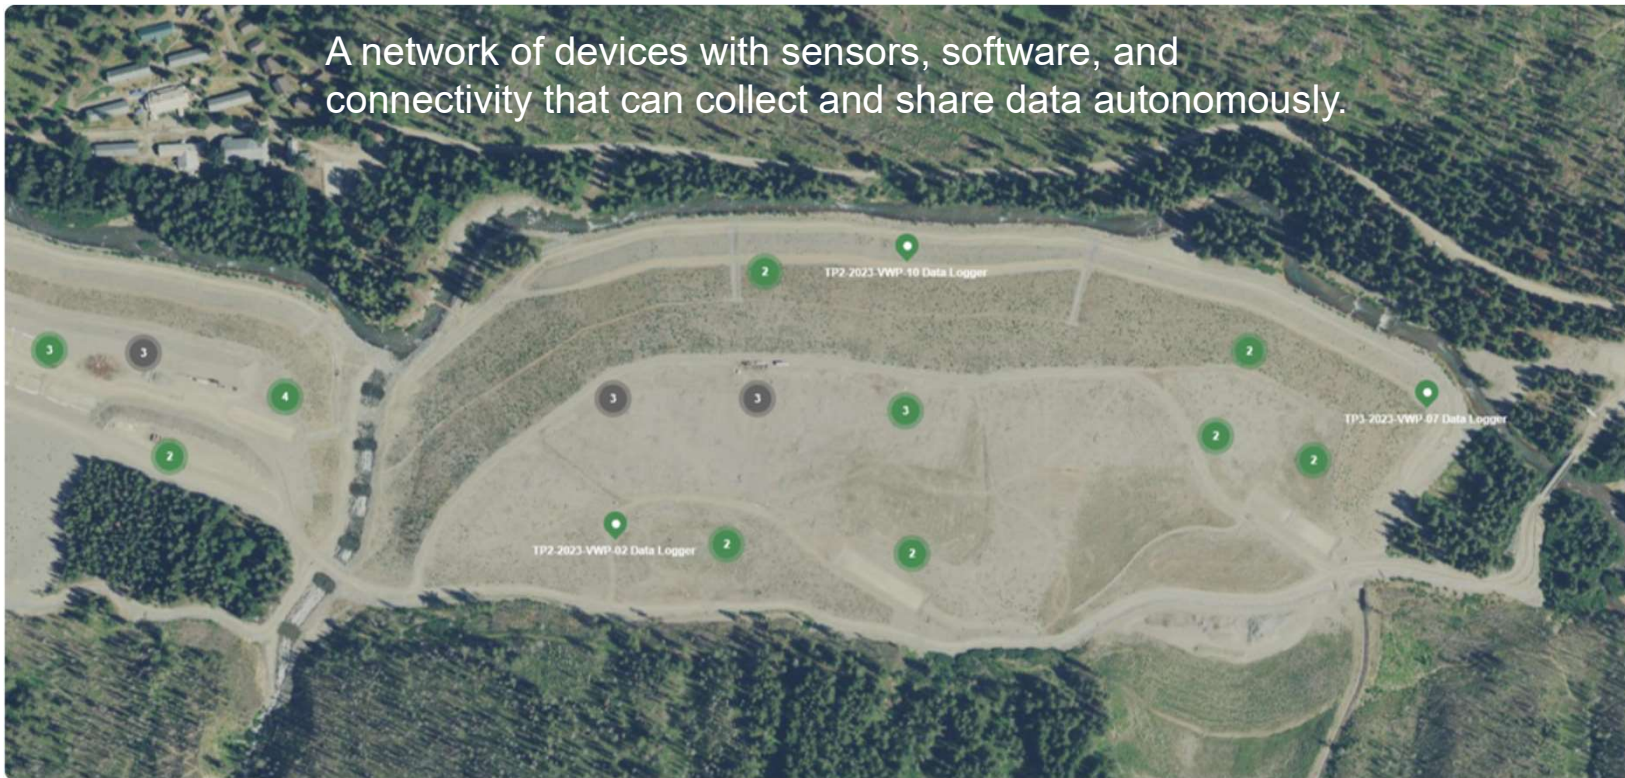 A network of devices with sensors, software, and
connectivity that can collect and share data autonomously.
TP2-2023-VWP-10 Data Logger
2
3
3
2
4
3
3
3
TP3-2023-VWP-07 Data Logger
2
2
2
TP2-2023-VWP-02 Data Logger
2
2